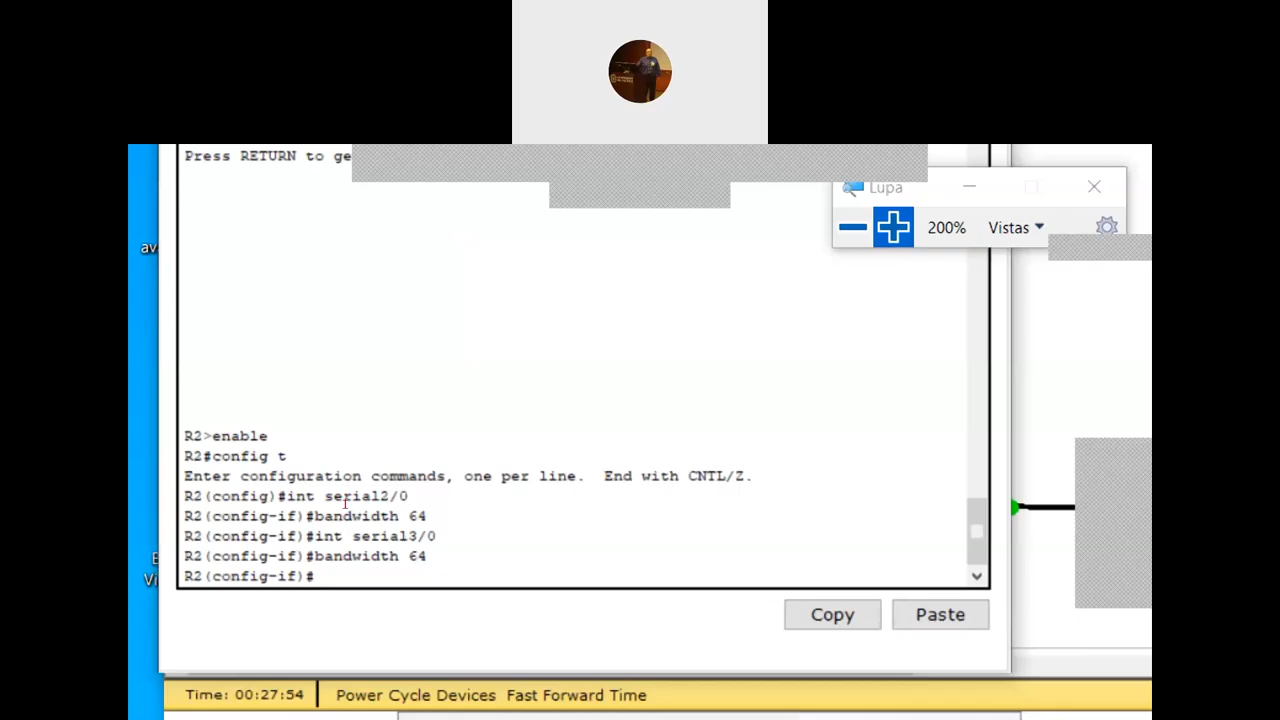 Press RETURN to ge
Lupa
200% Vistas
av
R2>enable
R2#config t
Enter configuration commands, one per line. End with CNTL/Z.
R2(config)#int serial2/0
R2(config-if)#bandwidth 64
R2(config-if)#int serial3/0
R2(config-if)#bandwidth 64
R2(config-if)#
Vi
Copy Paste
Time: 00:27:54 Power Cycle Devices Fast Forward Time